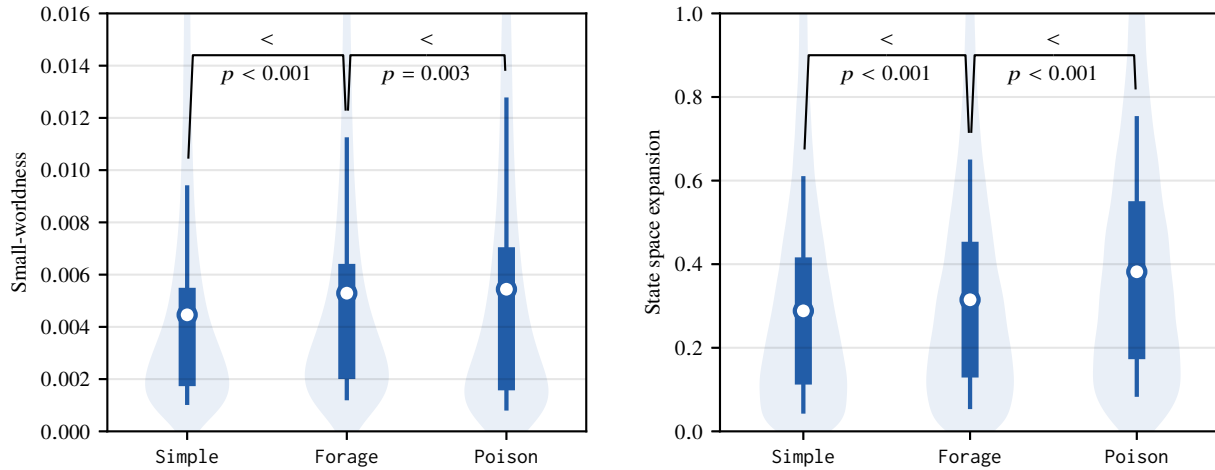 Small-worldness
0.016
0.014
0.012
0.010
0.008
0.006
0.004
0.002
0.000
<
p < 0.001
<
p = 0.003
Simple
Forage
Poison
State space expansion
1.0
0.8
0.6
0.4
0.2
0.0
<
p < 0.001
<
p < 0.001
Simple
Forage
Poison